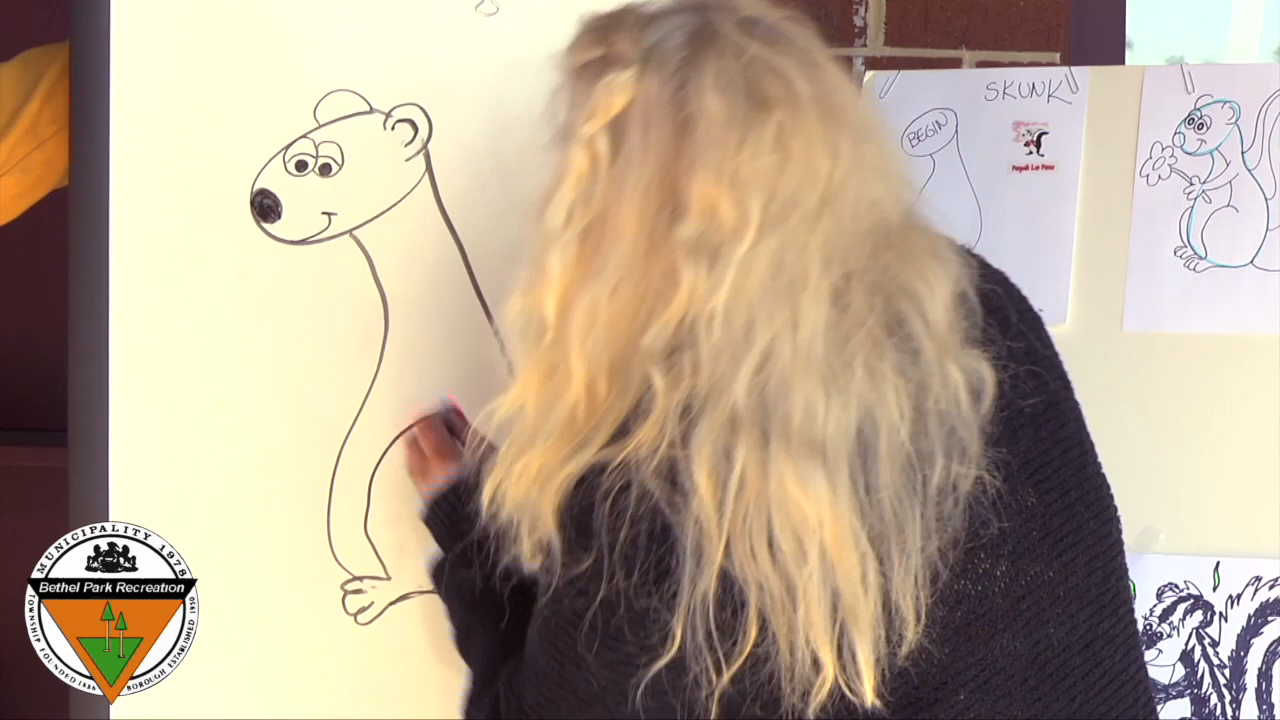 SKUNK
BEGIN
Pepé Le Pew
MUNICIPALITY 1978
Bethel Park Recreation
TOWNSHIP FOUNDED 1886
BOROUGH ESTABLISHED 1950